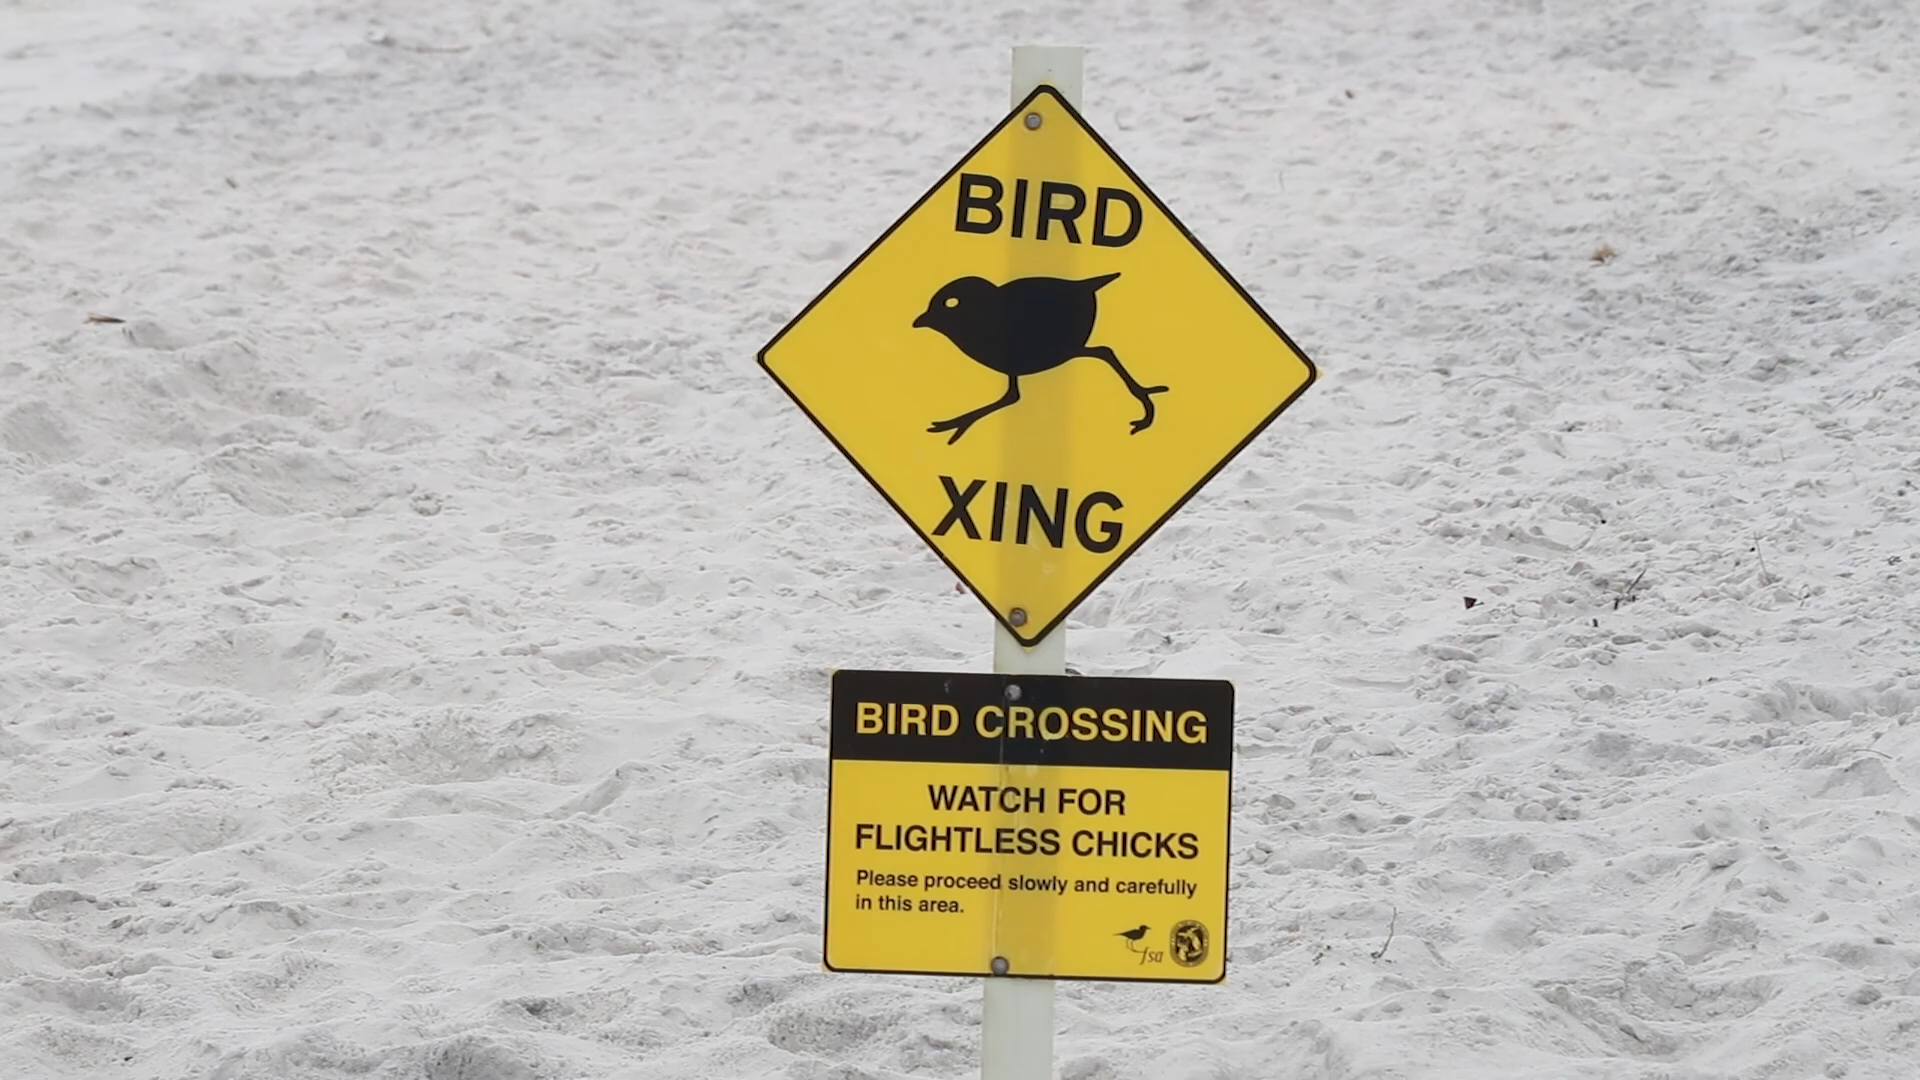 BIRD
XING
BIRD CROSSING
WATCH FOR
FLIGHTLESS CHICKS
Please proceed slowly and carefully
in this area.
fsa